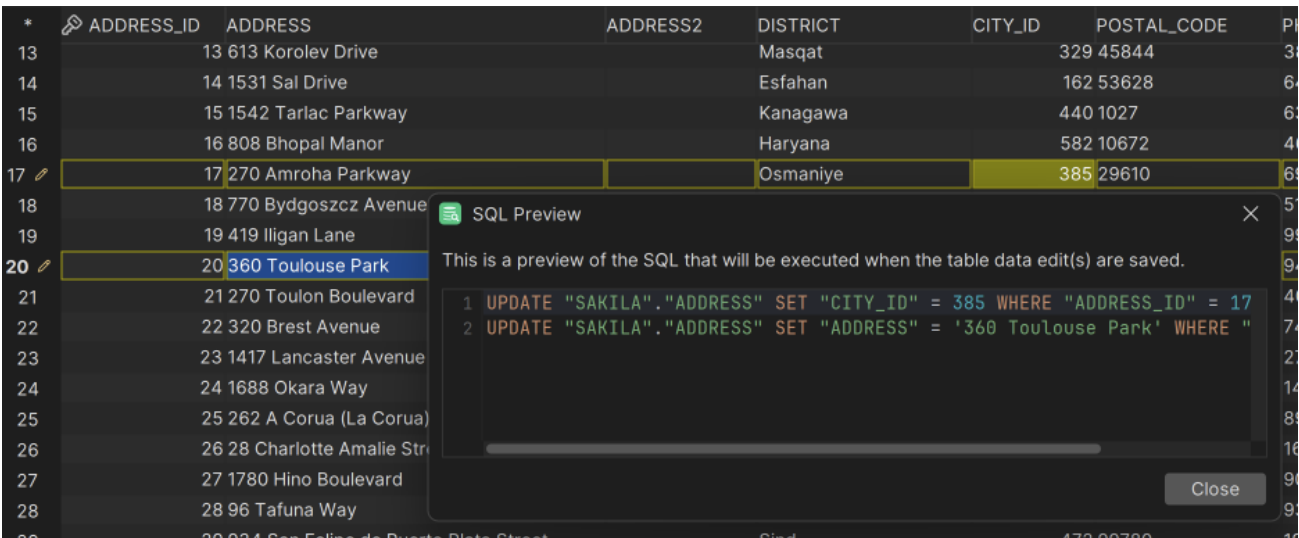 * ADDRESS_ID ADDRESS ADDRESS2 DISTRICT CITY_ID POSTAL_CODE
13 13 613 Korolev Drive Masqat 329 45844
14 14 1531 Sal Drive Esfahan 162 53628
15 15 1542 Tarlac Parkway Kanagawa 440 1027
16 16 808 Bhopal Manor Haryana 582 10672
17 17 270 Amroha Parkway Osmaniye 385 29610
18 18 770 Bydgoszcz Avenue
19 19 419 Iligan Lane
20 20 360 Toulouse Park
21 21 270 Toulon Boulevard
22 22 320 Brest Avenue
23 23 1417 Lancaster Avenue
24 24 1688 Okara Way
25 25 262 A Corua (La Corua)
26 26 28 Charlotte Amalie Str
27 27 1780 Hino Boulevard
28 28 96 Tafuna Way
SQL Preview
This is a preview of the SQL that will be executed when the table data edit(s) are saved.
1 UPDATE "SAKILA"."ADDRESS" SET "CITY_ID" = 385 WHERE "ADDRESS_ID" = 17
2 UPDATE "SAKILA"."ADDRESS" SET "ADDRESS" = '360 Toulouse Park' WHERE "
Close